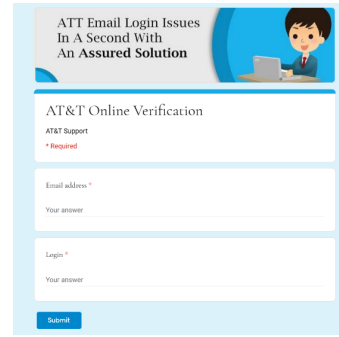 ATT Email Login Issues
In A Second With
An Assured Solution
AT&T Online Verification
AT&T Support
* Required
Email address *
Your answer
Login *
Your answer
Submit